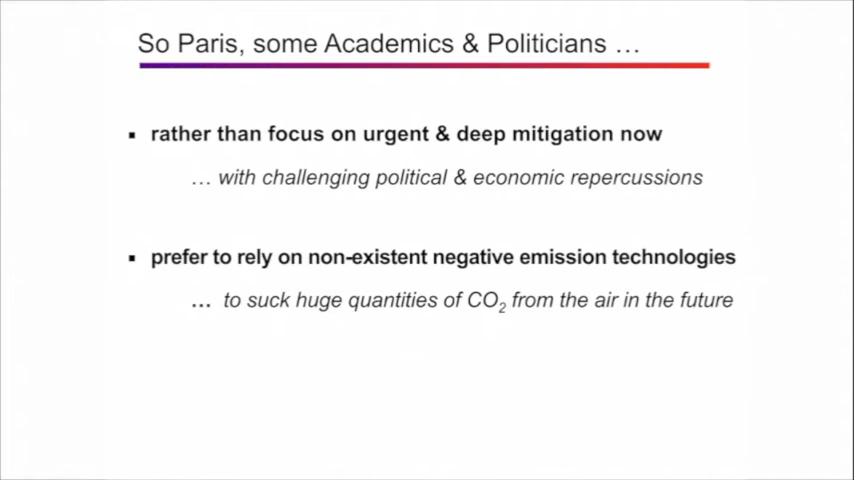 So Paris, some Academics & Politicians …
▪ rather than focus on urgent & deep mitigation now
… with challenging political & economic repercussions
▪ prefer to rely on non-existent negative emission technologies
… to suck huge quantities of CO₂ from the air in the future